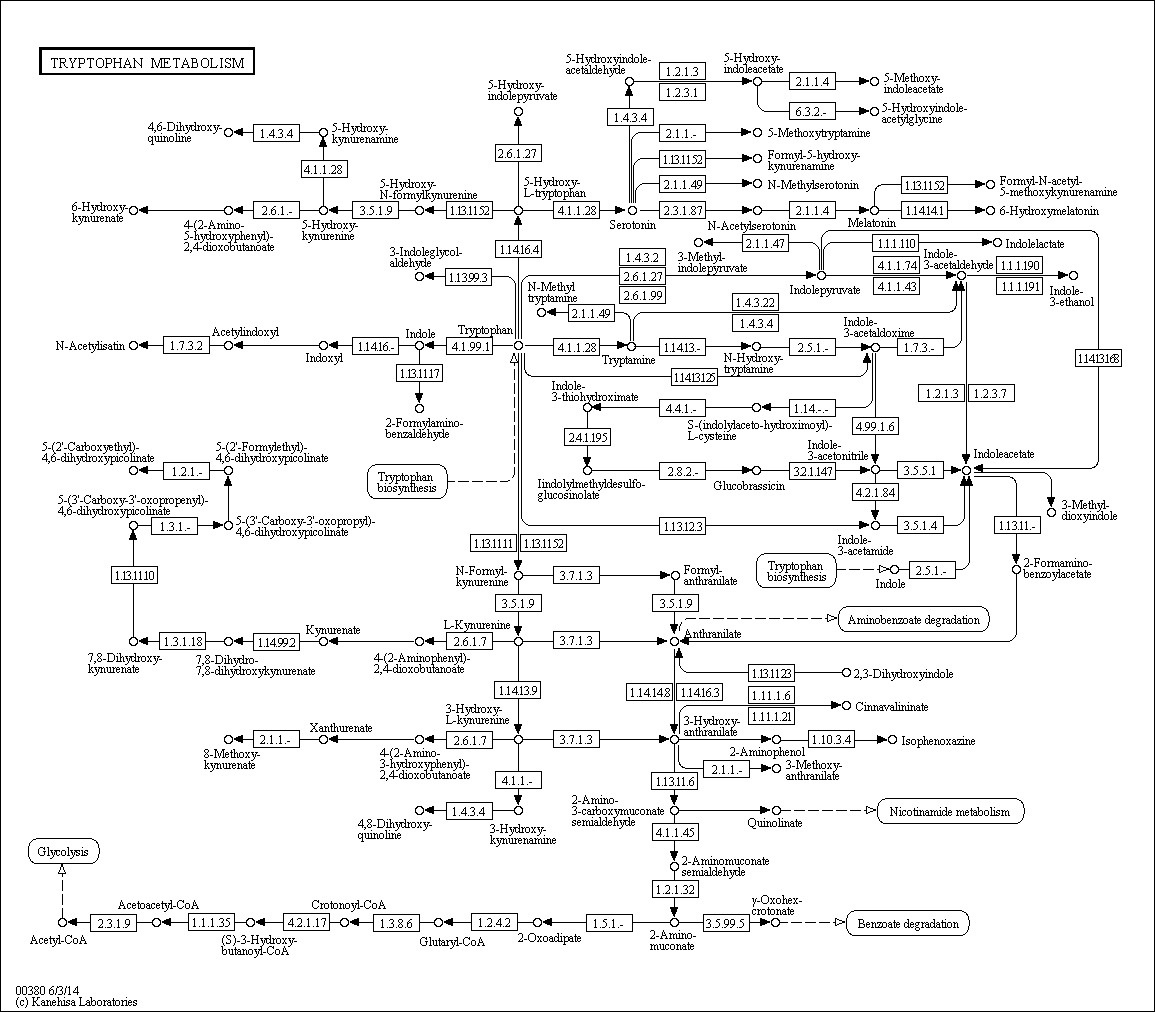 TRYPTOPHAN METABOLISM
5-Hydroxyindole-
acetaldehyde
1.2.1.3
1.2.3.1
5-Hydroxy-
indoleacetate
2.1.1.4
5-Methoxy-
indoleacetate
6.3.2.-
5-Hydroxyindole-
acetylglycine
5-Hydroxy-
indolepyruvate
1.4.3.4
4,6-Dihydroxy-
quinoline
1.4.3.4
5-Hydroxy-
kynurenamine
2.1.1.-
5-Methoxytryptamine
2.6.1.27
1.13.11.52
Formyl-5-hydroxy-
kynurenamine
4.1.1.28
5-Hydroxy-
N-formylkynurenine
5-Hydroxy-
L-tryptophan
2.1.1.49
N-Methylserotonin
1.13.11.52
Formyl-N-acetyl-
5-methoxykynurenamine
6-Hydroxy-
kynurenate
2.6.1.-
3.5.1.9
1.13.11.52
4.1.1.28
2.3.1.87
2.1.1.4
1.14.14.1
6-Hydroxymelatonin
4-(2-Amino-
5-hydroxyphenyl)-
2,4-dioxobutanoate
5-Hydroxy-
kynurenine
Serotonin
N-Acetylserotonin
Melatonin
1.14.16.4
3-Indoleglycol-
aldehyde
1.13.99.3
1.4.3.2
2.6.1.27
2.6.1.99
2.1.1.47
3-Methyl-
indolepyruvate
1.1.1.110
Indolelactate
Indolepyruvate
4.1.1.74
4.1.1.43
Indole-
3-acetaldehyde
1.1.1.190
1.1.1.191
Indole-
3-ethanol
N-Methyl
tryptamine
2.1.1.49
1.4.3.22
1.4.3.4
N-Acetylisatin
1.7.3.2
Acetylindoxyl
Indoxyl
1.14.16.-
Indole
4.1.99.1
Tryptophan
4.1.1.28
Tryptamine
1.14.13.-
N-Hydroxy-
tryptamine
2.5.1.-
Indole-
3-acetaldoxime
1.7.3.-
1.14.13.168
1.13.11.17
2-Formylamino-
benzaldehyde
1.14.13.125
Indole-
3-thiohydroximate
4.4.1.-
1.14.-.-
S-(indolylaceto-hydroximoyl)-
L-cysteine
1.2.1.3
1.2.3.7
2.4.1.195
4.99.1.6
5-(2'-Carboxyethyl)-
4,6-dihydroxypicolinate
1.2.1.-
5-(2'-Formylethyl)-
4,6-dihydroxypicolinate
Tryptophan
biosynthesis
Iindolylmethyldesulfo-
glucosinolate
2.8.2.-
Glucobrassicin
3.2.1.147
Indole-
3-acetonitrile
3.5.5.1
Indoleacetate
4.2.1.84
5-(3'-Carboxy-3'-oxopropenyl)-
4,6-dihydroxypicolinate
1.3.1.-
5-(3'-Carboxy-3'-oxopropyl)-
4,6-dihydroxypicolinate
1.13.12.3
Indole-
3-acetamide
3.5.1.4
1.13.11.-
3-Methyl-
dioxyindole
1.13.11.11
1.13.11.52
1.13.11.10
N-Formyl-
kynurenine
3.7.1.3
Formyl-
anthranilate
Tryptophan
biosynthesis
Indole
2.5.1.-
2-Formamino-
benzoylacetate
3.5.1.9
3.5.1.9
Aminobenzoate degradation
7,8-Dihydroxy-
kynurenate
1.3.1.18
7,8-Dihydro-
7,8-dihydroxykynurenate
1.14.99.2
Kynurenate
4-(2-Aminophenyl)-
2,4-dioxobutanoate
2.6.1.7
L-Kynurenine
3.7.1.3
Anthranilate
1.13.11.23
2,3-Dihydroxyindole
1.14.13.9
1.14.14.8
1.14.16.3
1.11.1.6
1.11.1.21
Cinnavalininate
8-Methoxy-
kynurenate
2.1.1.-
Xanthurenate
4-(2-Amino-
3-hydroxyphenyl)-
2,4-dioxobutanoate
2.6.1.7
3-Hydroxy-
L-kynurenine
3.7.1.3
3-Hydroxy-
anthranilate
2-Aminophenol
1.10.3.4
Isophenoxazine
2.1.1.-
3-Methoxy-
anthranilate
4.1.1.-
1.13.11.6
4,8-Dihydroxy-
quinoline
1.4.3.4
3-Hydroxy-
kynurenamine
2-Amino-
3-carboxymuconate
semialdehyde
Quinolinate
Nicotinamide metabolism
4.1.1.45
Glycolysis
2-Aminomuconate
semialdehyde
1.2.1.32
Acetyl-CoA
2.3.1.9
Acetoacetyl-CoA
1.1.1.35
(S)-3-Hydroxy-
butanoyl-CoA
4.2.1.17
Crotonoyl-CoA
1.3.8.6
Glutaryl-CoA
1.2.4.2
2-Oxoadipate
1.5.1.-
2-Amino-
muconate
3.5.99.5
γ-Oxohex-
crotonate
Benzoate degradation
00380 6/3/14
(c) Kanehisa Laboratories